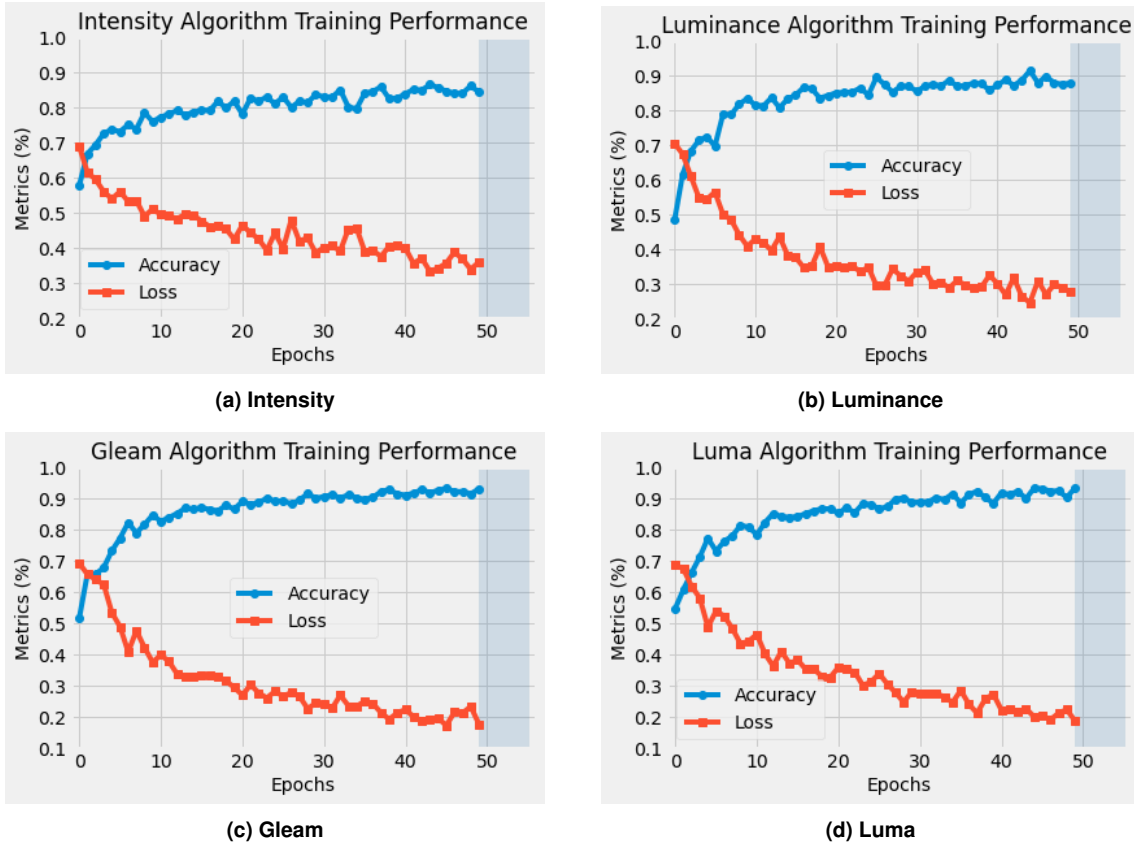 Intensity Algorithm Training Performance
1.0
0.9
0.8
0.7
0.6
0.5
0.4
0.3
0.2
Metrics (%)
Accuracy
Loss
0 10 20 30 40 50
Epochs
(a) Intensity
Luminance Algorithm Training Performance
1.0
0.9
0.8
0.7
0.6
0.5
0.4
0.3
0.2
Metrics (%)
Accuracy
Loss
0 10 20 30 40 50
Epochs
(b) Luminance
Gleam Algorithm Training Performance
1.0
0.9
0.8
0.7
0.6
0.5
0.4
0.3
0.2
0.1
Metrics (%)
Accuracy
Loss
0 10 20 30 40 50
Epochs
(c) Gleam
Luma Algorithm Training Performance
1.0
0.9
0.8
0.7
0.6
0.5
0.4
0.3
0.2
0.1
Metrics (%)
Accuracy
Loss
0 10 20 30 40 50
Epochs
(d) Luma